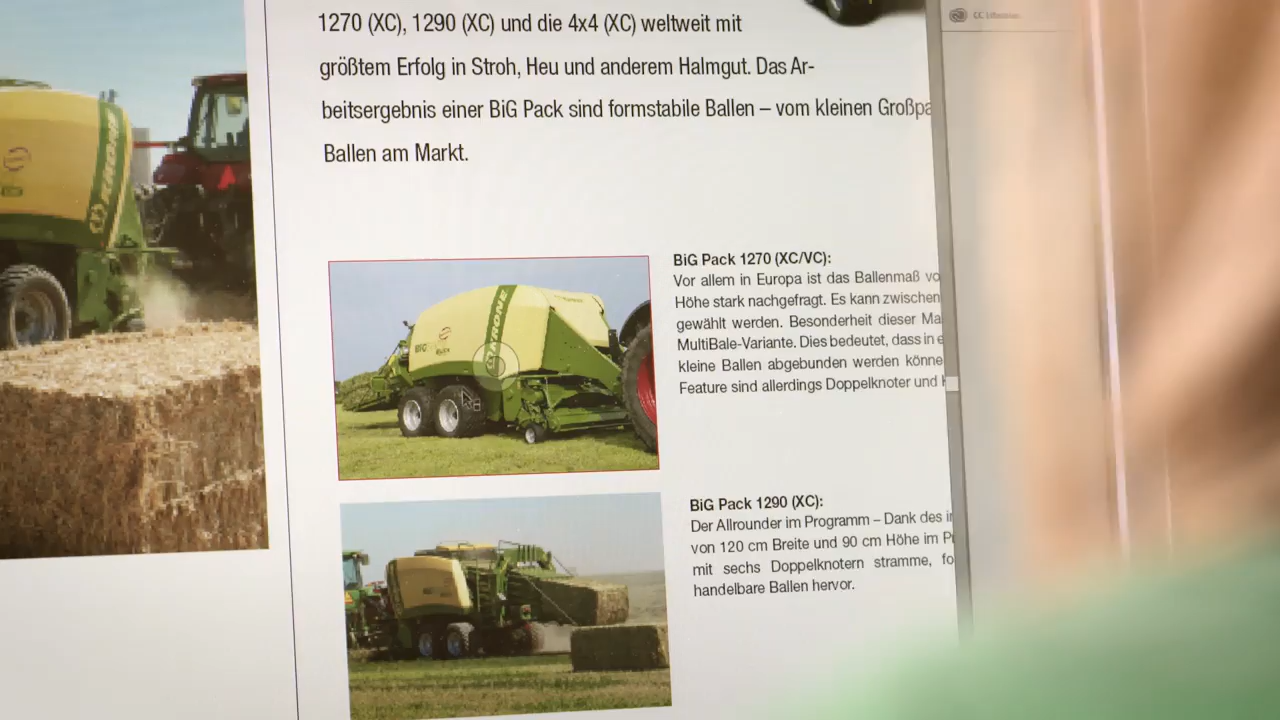 1270 (XC), 1290 (XC) und die 4x4 (XC) weltweit mit
größtem Erfolg in Stroh, Heu und anderem Halmgut. Das Ar-
beitsergebnis einer BiG Pack sind formstabile Ballen – vom kleinen
Ballen am Markt.
KRONE
KRONE
BiG
BiG Pack 1270 (XC/VC):
Vor allem in Europa ist das Ballenmaß
Höhe stark nachgefragt. Es kann zwischen
gewählt werden. Besonderheit dieser
MultiBale-Variante. Dies bedeutet, dass in
kleine Ballen abgebunden werden
Feature sind allerdings Doppelknoter und
BiG Pack 1290 (XC):
Der Allrounder im Programm – Dank des
von 120 cm Breite und 90 cm Höhe im
mit sechs Doppelknotern stramme,
handelbare Ballen hervor.
CC Libraries